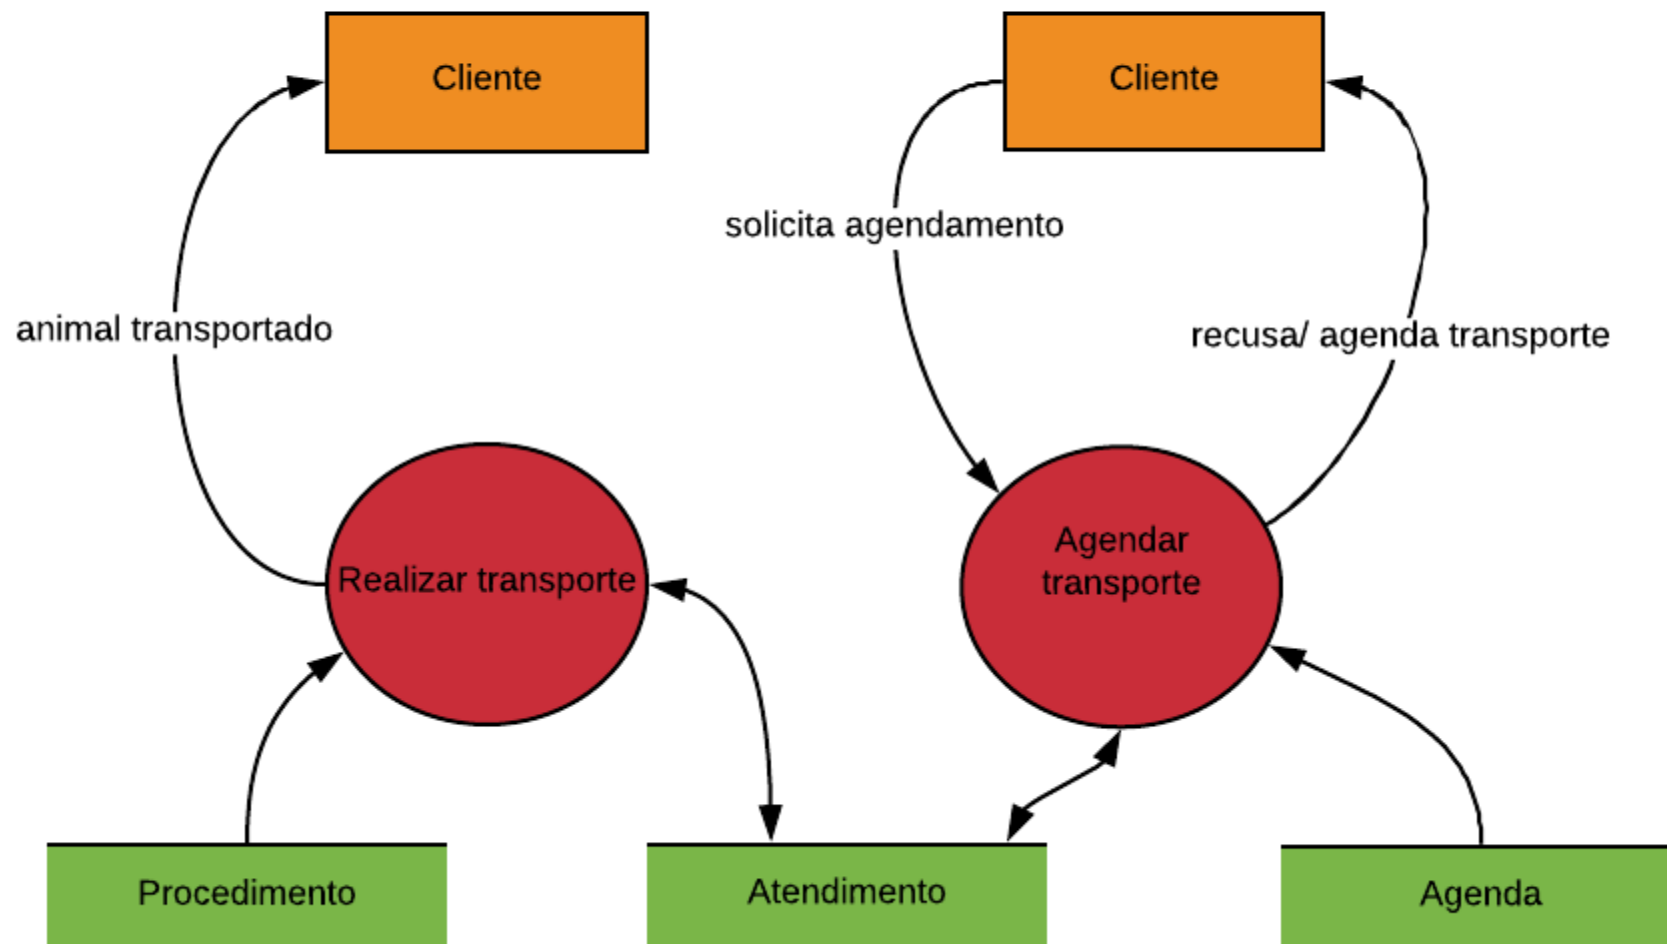 Cliente
Cliente
solicita agendamento
animal transportado
recusa/ agenda transporte
Realizar transporte
Agendar
transporte
Procedimento
Atendimento
Agenda